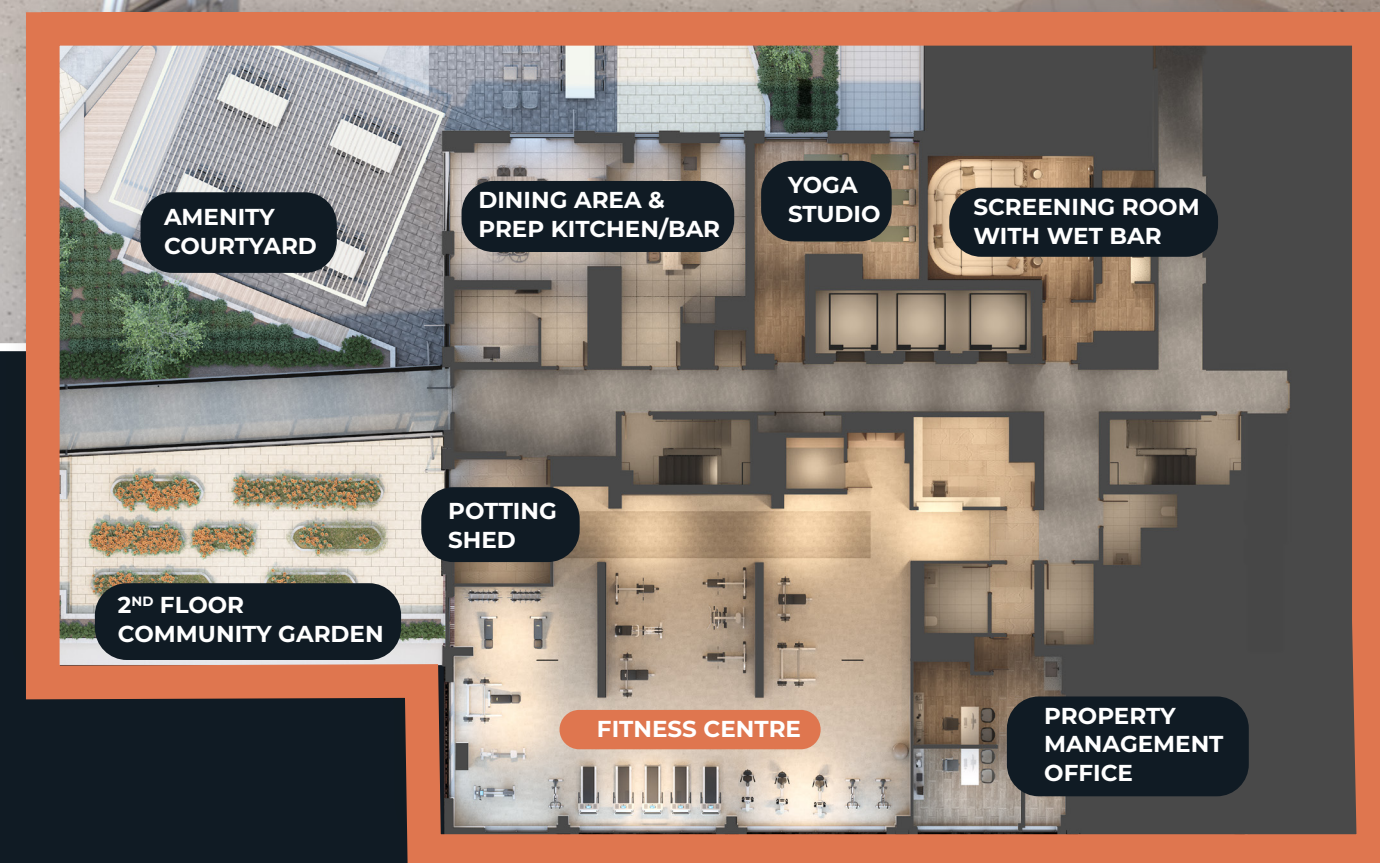 AMENITY
COURTYARD
DINING AREA &
PREP KITCHEN/BAR
YOGA
STUDIO
SCREENING ROOM
WITH WET BAR
POTTING
SHED
2ND FLOOR
COMMUNITY GARDEN
FITNESS CENTRE
PROPERTY
MANAGEMENT
OFFICE